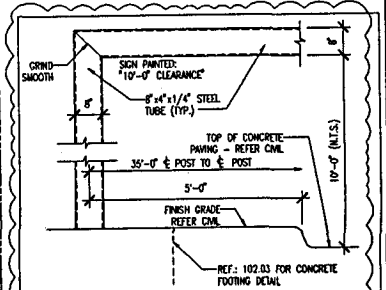 GRIND
SMOOTH
SIGN PAINTED:
"10'-0" CLEARANCE"
8"
8"x4"x1/4" STEEL
TUBE (TYP.)
8"
TOP OF CONCRETE
PAVING - REFER CIVIL
35'-0" ℄ POST TO ℄ POST
10'-0" (N.T.S.)
5'-0"
FINISH GRADE
REFER CIVIL
REF.: 102.03 FOR CONCRETE
FOOTING DETAIL